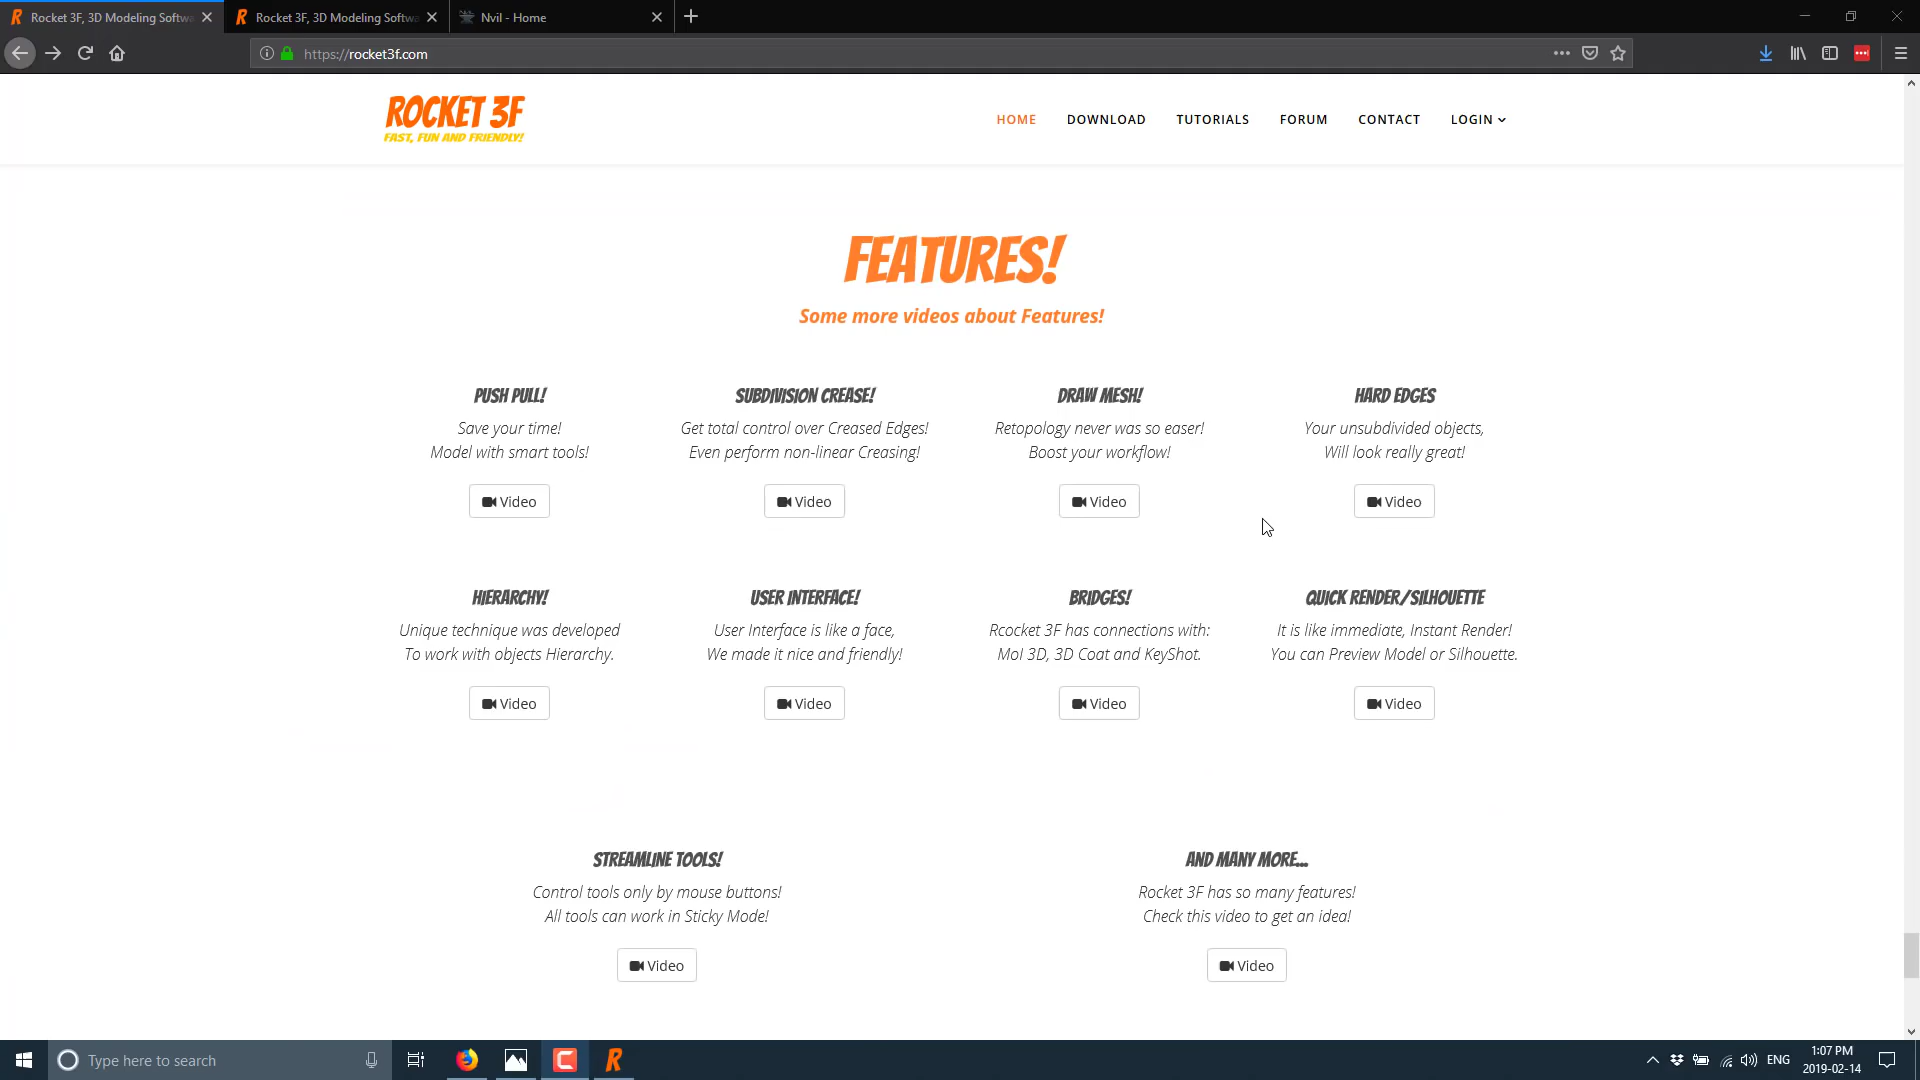 Rocket 3F, 3D Modeling Softwa
Rocket 3F, 3D Modeling Softwa
Nvil - Home
https://rocket3f.com
ROCKET 3F
FAST, FUN AND FRIENDLY!
HOME
DOWNLOAD
TUTORIALS
FORUM
CONTACT
LOGIN
FEATURES!
Some more videos about Features!
PUSH PULL!
Save your time!
Model with smart tools!
Video
SUBDIVISION CREASE!
Get total control over Creased Edges!
Even perform non-linear Creasing!
Video
DRAW MESH!
Retopology never was so easer!
Boost your workflow!
Video
HARD EDGES
Your unsubdivided objects,
Will look really great!
Video
HIERARCHY!
Unique technique was developed
To work with objects Hierarchy.
Video
USER INTERFACE!
User Interface is like a face,
We made it nice and friendly!
Video
BRIDGES!
Rcocket 3F has connections with:
MoI 3D, 3D Coat and KeyShot.
Video
QUICK RENDER/SILHOUETTE
It is like immediate, Instant Render!
You can Preview Model or Silhouette.
Video
STREAMLINE TOOLS!
Control tools only by mouse buttons!
All tools can work in Sticky Mode!
Video
AND MANY MORE...
Rocket 3F has so many features!
Check this video to get an idea!
Video
Type here to search
ENG
1:07 PM
2019-02-14